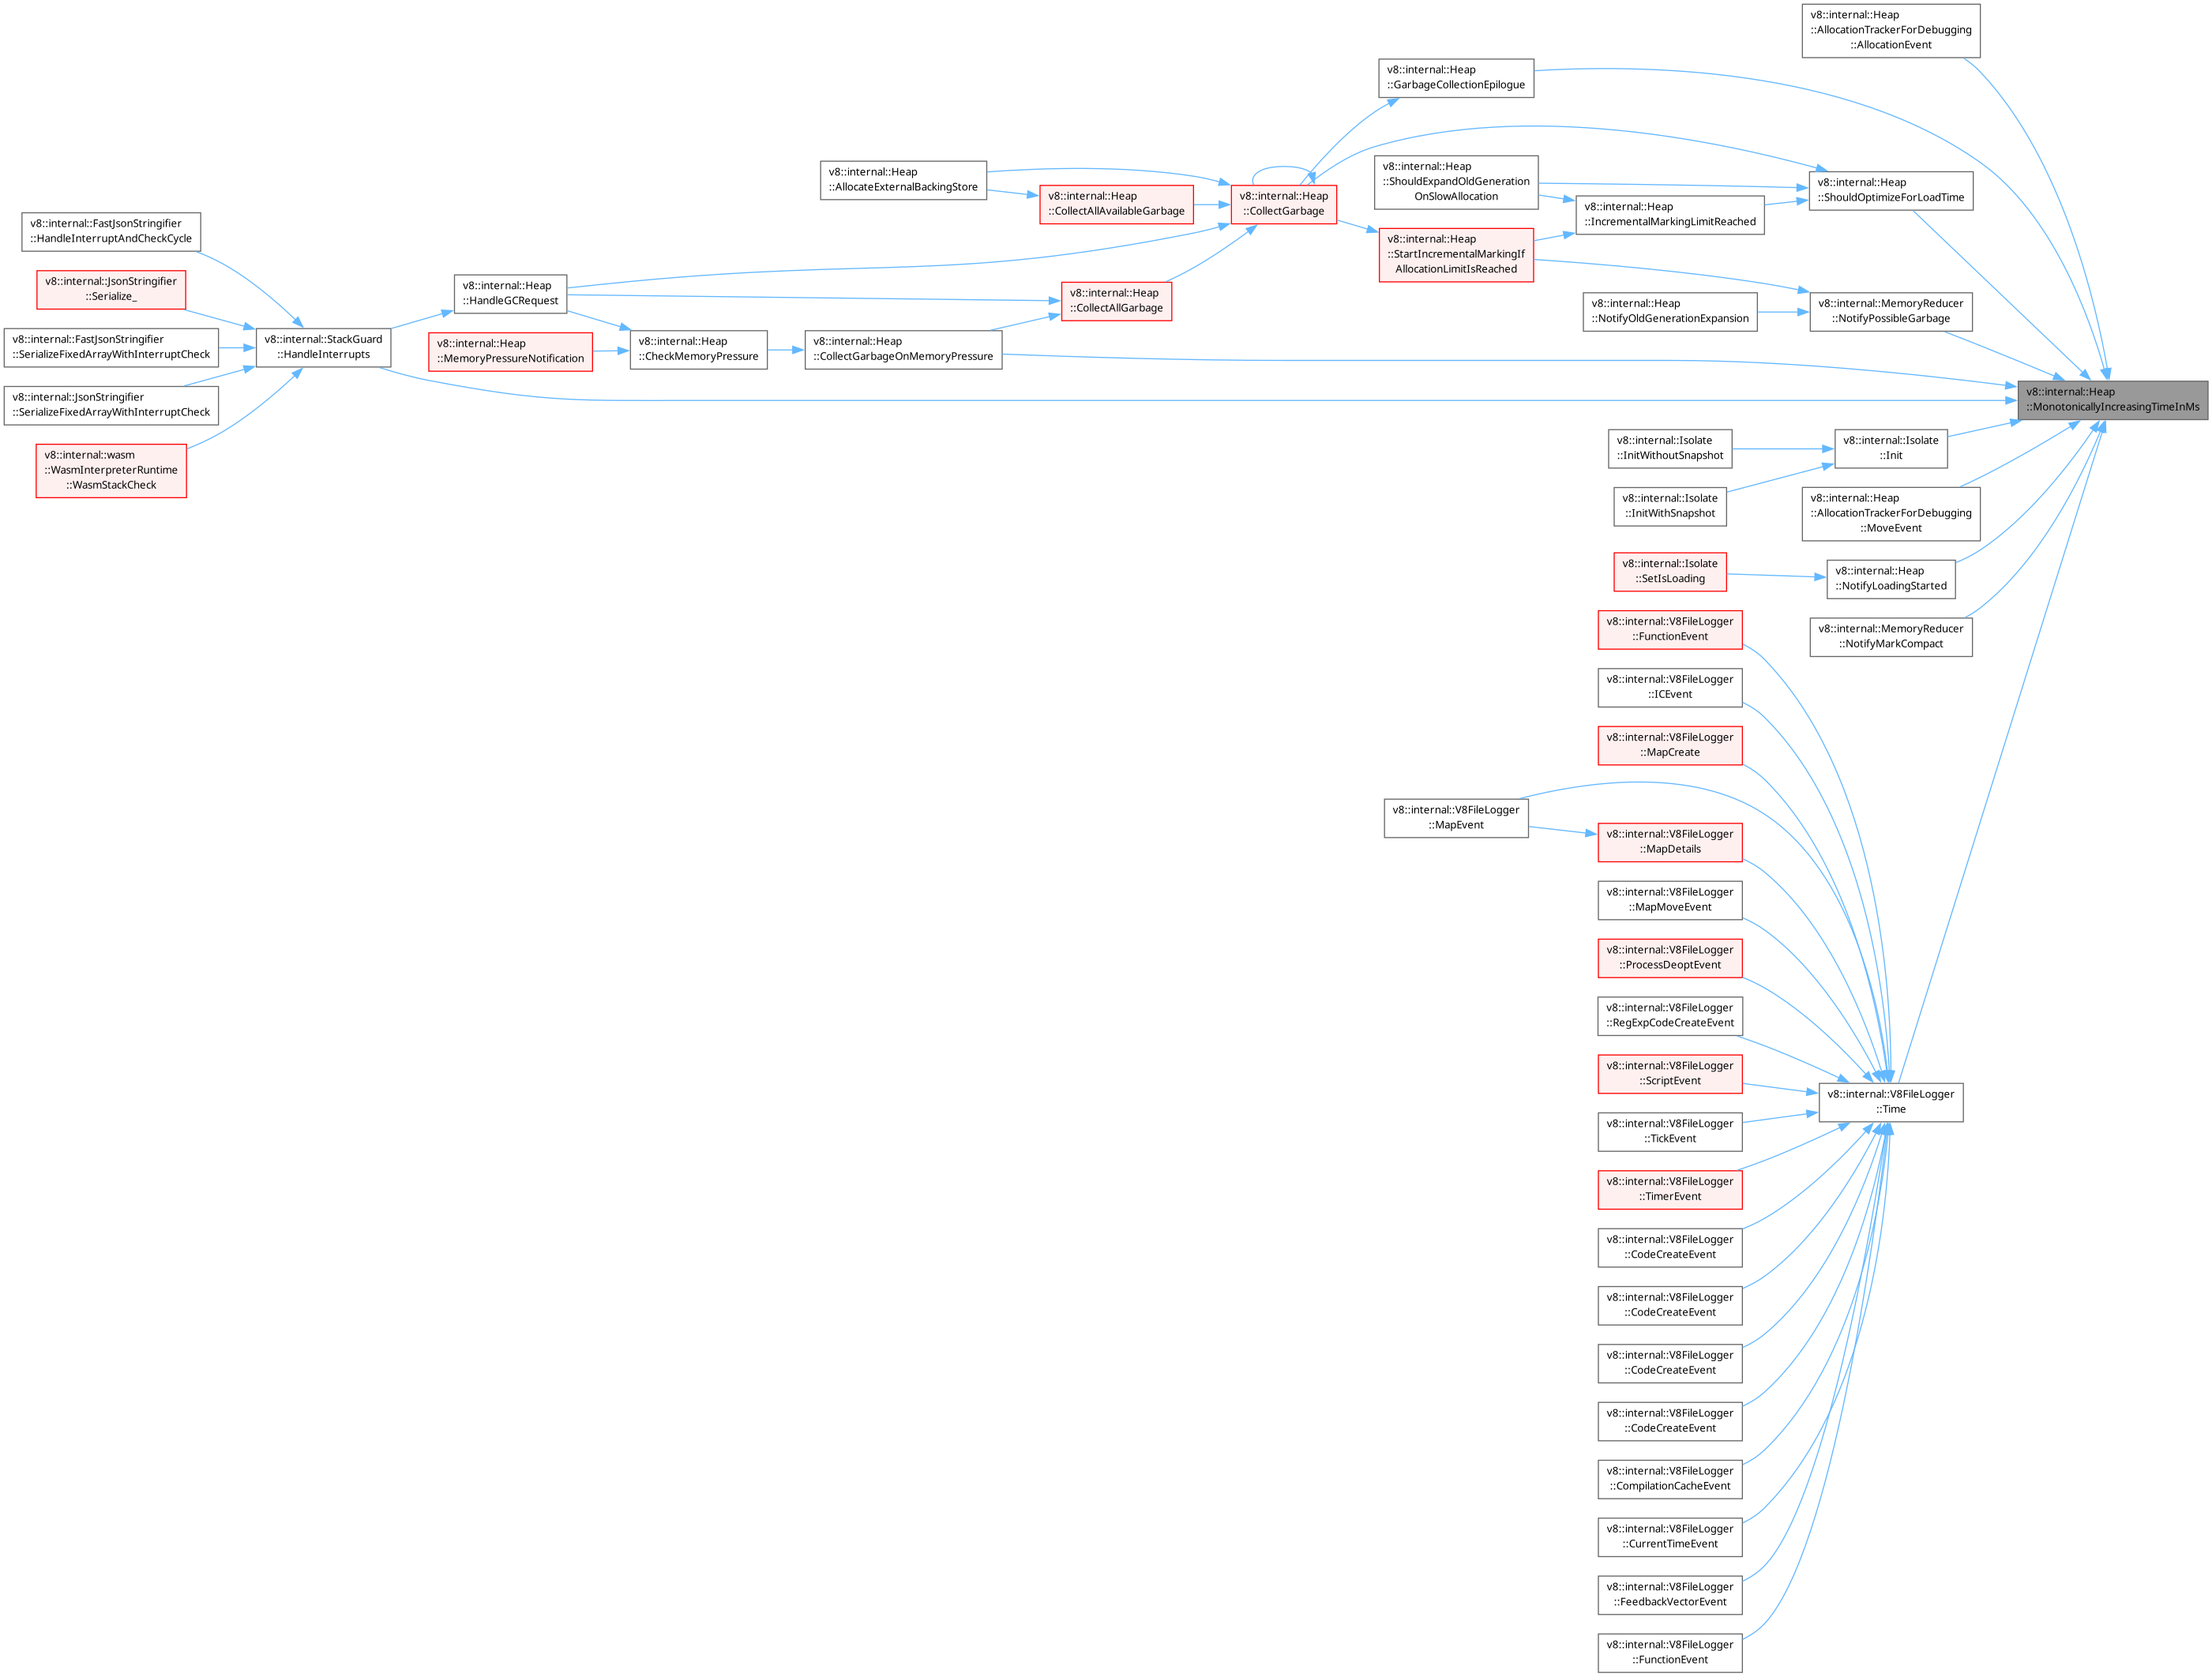 v8::internal::Heap
::AllocationTrackerForDebugging
::AllocationEvent
v8::internal::Heap
::GarbageCollectionEpilogue
v8::internal::Heap
::AllocateExternalBackingStore
v8::internal::Heap
::CollectAllAvailableGarbage
v8::internal::Heap
::CollectGarbage
v8::internal::Heap
::ShouldExpandOldGeneration
OnSlowAllocation
v8::internal::Heap
::IncrementalMarkingLimitReached
v8::internal::Heap
::ShouldOptimizeForLoadTime
v8::internal::FastJsonStringifier
::HandleInterruptAndCheckCycle
v8::internal::Heap
::StartIncrementalMarkingIf
AllocationLimitIsReached
v8::internal::JsonStringifier
::Serialize_
v8::internal::Heap
::HandleGCRequest
v8::internal::Heap
::CollectAllGarbage
v8::internal::Heap
::NotifyOldGenerationExpansion
v8::internal::MemoryReducer
::NotifyPossibleGarbage
v8::internal::FastJsonStringifier
::SerializeFixedArrayWithInterruptCheck
v8::internal::StackGuard
::HandleInterrupts
v8::internal::Heap
::MemoryPressureNotification
v8::internal::Heap
::CheckMemoryPressure
v8::internal::Heap
::CollectGarbageOnMemoryPressure
v8::internal::JsonStringifier
::SerializeFixedArrayWithInterruptCheck
v8::internal::Heap
::MonotonicallyIncreasingTimeInMs
v8::internal::wasm
::WasmInterpreterRuntime
::WasmStackCheck
v8::internal::Isolate
::InitWithoutSnapshot
v8::internal::Isolate
::Init
v8::internal::Isolate
::InitWithSnapshot
v8::internal::Heap
::AllocationTrackerForDebugging
::MoveEvent
v8::internal::Isolate
::SetIsLoading
v8::internal::Heap
::NotifyLoadingStarted
v8::internal::V8FileLogger
::FunctionEvent
v8::internal::MemoryReducer
::NotifyMarkCompact
v8::internal::V8FileLogger
::ICEvent
v8::internal::V8FileLogger
::MapCreate
v8::internal::V8FileLogger
::MapEvent
v8::internal::V8FileLogger
::MapDetails
v8::internal::V8FileLogger
::MapMoveEvent
v8::internal::V8FileLogger
::ProcessDeoptEvent
v8::internal::V8FileLogger
::RegExpCodeCreateEvent
v8::internal::V8FileLogger
::ScriptEvent
v8::internal::V8FileLogger
::Time
v8::internal::V8FileLogger
::TickEvent
v8::internal::V8FileLogger
::TimerEvent
v8::internal::V8FileLogger
::CodeCreateEvent
v8::internal::V8FileLogger
::CodeCreateEvent
v8::internal::V8FileLogger
::CodeCreateEvent
v8::internal::V8FileLogger
::CodeCreateEvent
v8::internal::V8FileLogger
::CompilationCacheEvent
v8::internal::V8FileLogger
::CurrentTimeEvent
v8::internal::V8FileLogger
::FeedbackVectorEvent
v8::internal::V8FileLogger
::FunctionEvent